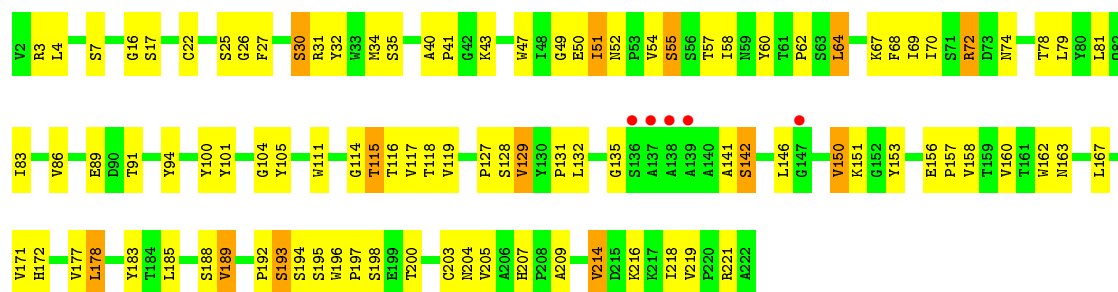 V2 R3 L4 S7 G16 S17 C22 S25 G26 F27 S30 R31 Y32 W33 M34 S35 A40 P41 G42 K43 W47 I48 G49 E50 I51 N52 P53 V54 S55 S56 T57 I58 N59 Y60 T61 P62 S63 L64 K67 F68 I69 I70 S71 R72 D73 N74 T78 L79 Y80 L81 Q82
I83 V86 E89 D90 T91 Y94 Y100 Y101 G104 Y105 W111 G114 T115 T116 V117 T118 V119 P127 S128 V129 Y130 P131 L132 G135 S136 A137 A138 A139 A140 A141 S142 L146 G147 V150 K151 G152 Y153 E156 P157 V158 T159 V160 T161 W162 N163 L167
V171 H172 V177 L178 Y183 T184 L185 S188 V189 P192 S193 S194 S195 W196 P197 S198 E199 T200 C203 N204 V205 A206 H207 P208 A209 V214 D215 K216 K217 I218 V219 P220 R221 A222